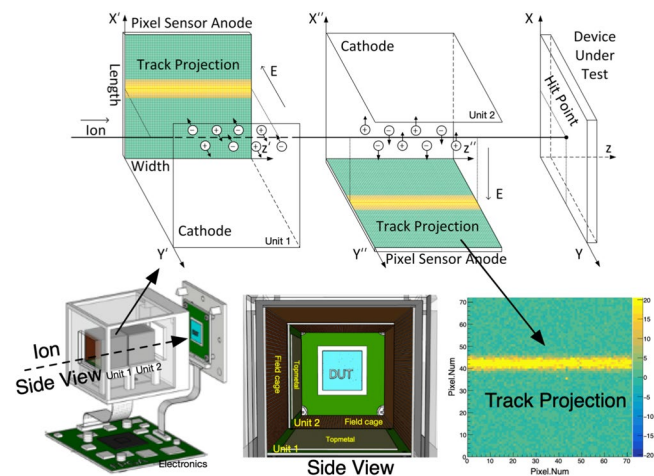 X'
Pixel Sensor Anode
Track Projection
Length
E
Ion
z'
Width
Cathode
Unit 1
Y'
X''
Cathode
Unit 2
z''
E
Track Projection
Pixel Sensor Anode
Y''
X
Device
Under
Test
Hit Point
z
Y
Ion
Side View
Unit 1 Unit 2
Electronics
Field cage
Topmetal
DUT
Unit 2
Field cage
Unit 1
Topmetal
Side View
Pixel.Num
70
60
50
40
30
20
10
0
Track Projection
0 10 20 30 40 50 60 70
Pixel.Num
20
15
10
5
0
-5
-10
-15
-20